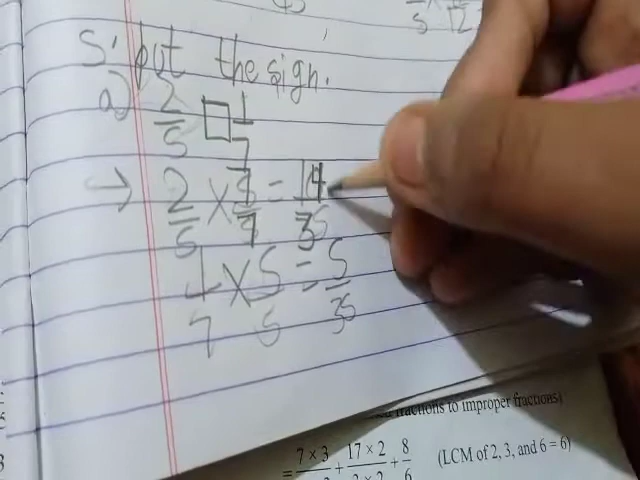 5. put the sign.
a) 2/5 □ 1/7
→ 2/5 × 7/7 = 14/35
1/7 × 5/5 = 5/35
fractions to improper fractions)
= 7 × 3 + 17 × 2 + 8/6 (LCM of 2, 3, and 6 = 6)